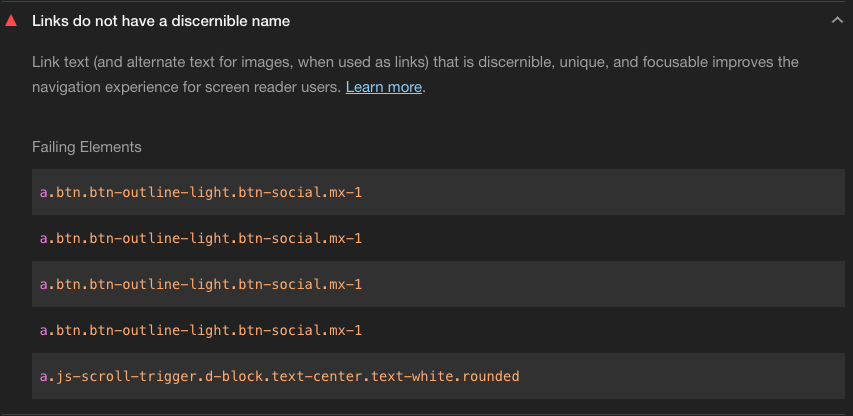 Links do not have a discernible name
Link text (and alternate text for images, when used as links) that is discernible, unique, and focusable improves the
navigation experience for screen reader users. Learn more.
Failing Elements
a.btn.btn-outline-light.btn-social.mx-1
a.btn.btn-outline-light.btn-social.mx-1
a.btn.btn-outline-light.btn-social.mx-1
a.btn.btn-outline-light.btn-social.mx-1
a.js-scroll-trigger.d-block.text-center.text-white.rounded